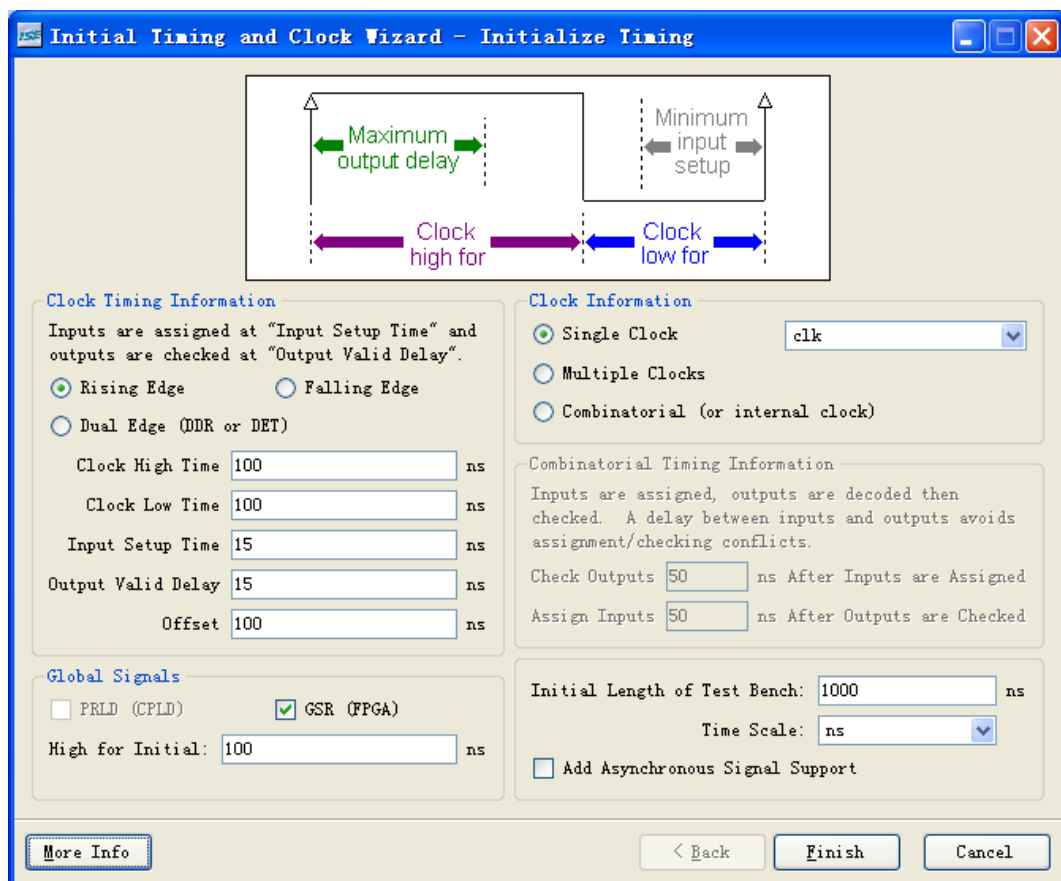 ISE Initial Timing and Clock Wizard - Initialize Timing
Maximum
output delay
Minimum
input
setup
Clock
high for
Clock
low for
Clock Timing Information
Inputs are assigned at "Input Setup Time" and
outputs are checked at "Output Valid Delay".
Rising Edge
Falling Edge
Dual Edge (DDR or DET)
Clock High Time 100 ns
Clock Low Time 100 ns
Input Setup Time 15 ns
Output Valid Delay 15 ns
Offset 100 ns
Global Signals
PRLD (CPLD)
GSR (FPGA)
High for Initial: 100 ns
Clock Information
Single Clock
clk
Multiple Clocks
Combinatorial (or internal clock)
Combinatorial Timing Information
Inputs are assigned, outputs are decoded then
checked. A delay between inputs and outputs avoids
assignment/checking conflicts.
Check Outputs 50 ns After Inputs are Assigned
Assign Inputs 50 ns After Outputs are Checked
Initial Length of Test Bench: 1000 ns
Time Scale: ns
Add Asynchronous Signal Support
More Info
< Back
Finish
Cancel